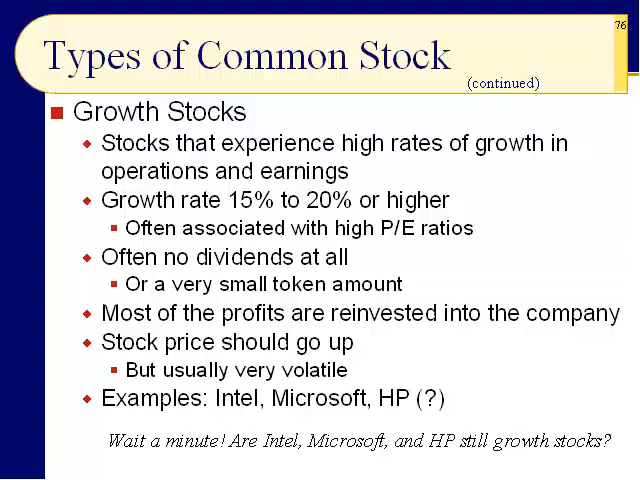 76
Types of Common Stock
(continued)
Growth Stocks
Stocks that experience high rates of growth in
operations and earnings
Growth rate 15% to 20% or higher
Often associated with high P/E ratios
Often no dividends at all
Or a very small token amount
Most of the profits are reinvested into the company
Stock price should go up
But usually very volatile
Examples: Intel, Microsoft, HP (?)
Wait a minute! Are Intel, Microsoft, and HP still growth stocks?